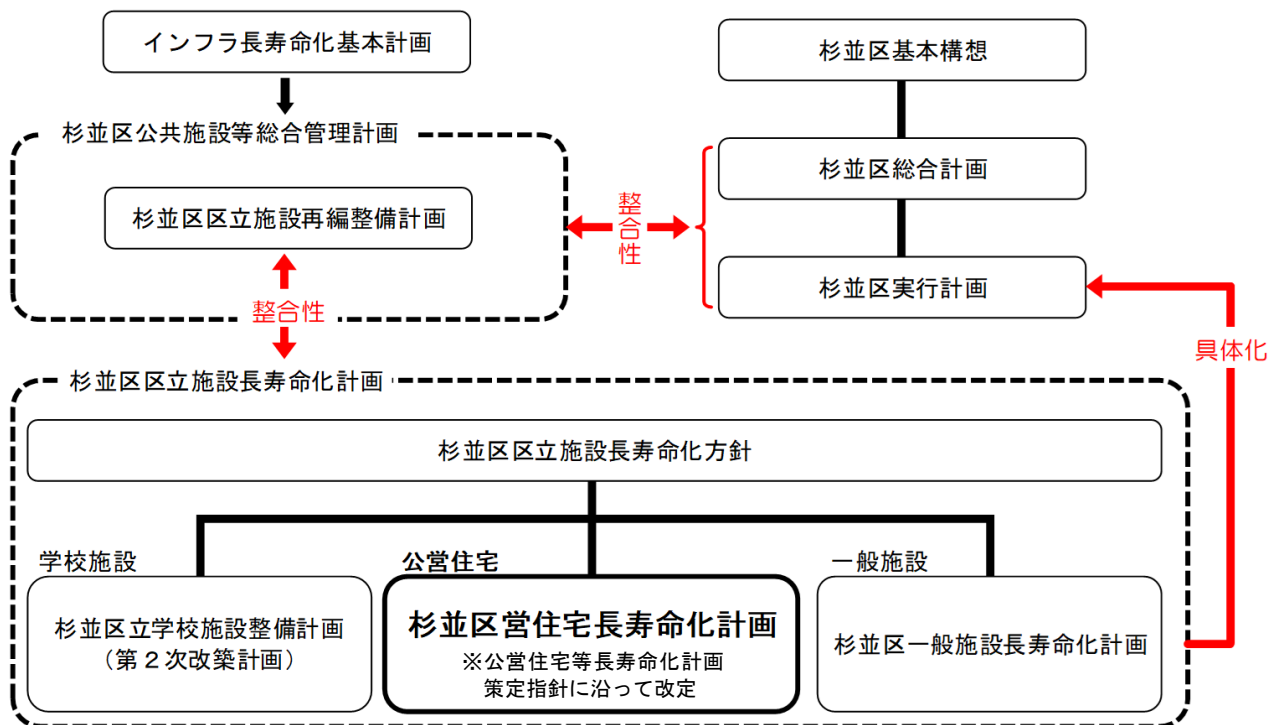 インフラ長寿命化基本計画
杉並区公共施設等総合管理計画
杉並区区立施設再編整備計画
整合性
杉並区基本構想
杉並区総合計画
杉並区実行計画
整合性
具体化
杉並区区立施設長寿命化計画
杉並区区立施設長寿命化方針
学校施設
杉並区立学校施設整備計画
（第２次改築計画）
公営住宅
杉並区営住宅長寿命化計画
※公営住宅等長寿命化計画
策定指針に沿って改定
一般施設
杉並区一般施設長寿命化計画